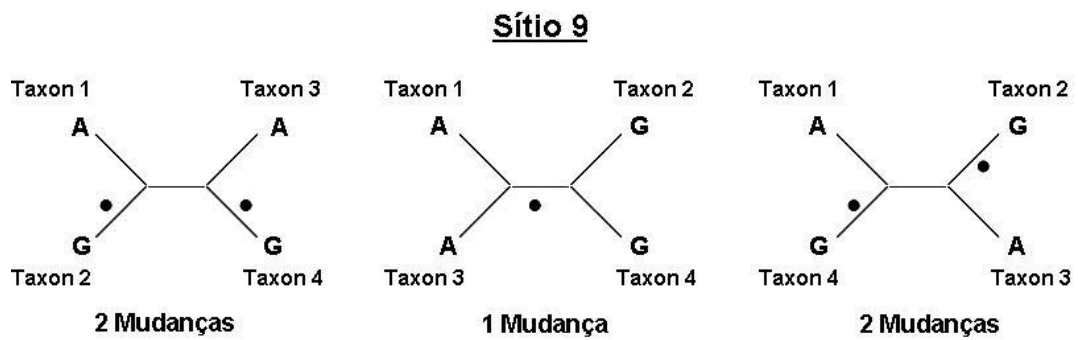 Sítio 9
Taxon 1 Taxon 3 Taxon 1 Taxon 2 Taxon 1 Taxon 2
A A A G A G
G G A G G A
Taxon 2 Taxon 4 Taxon 3 Taxon 4 Taxon 4 Taxon 3
2 Mudanças 1 Mudança 2 Mudanças